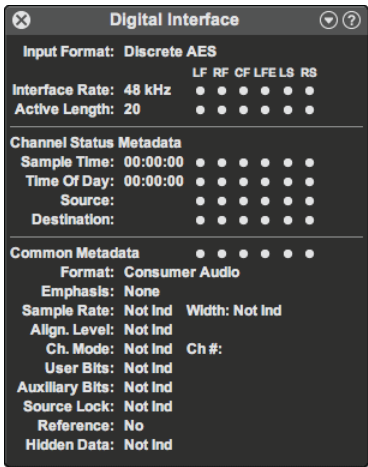 Digital Interface
Input Format: Discrete AES
LF RF CF LFE LS RS
Interface Rate: 48 kHz
Active Length: 20
Channel Status Metadata
Sample Time: 00:00:00
Time Of Day: 00:00:00
Source:
Destination:
Common Metadata
Format: Consumer Audio
Emphasis: None
Sample Rate: Not Ind Width: Not Ind
Align. Level: Not Ind
Ch. Mode: Not Ind Ch #:
User Bits: Not Ind
Auxiliary Bits: Not Ind
Source Lock: Not Ind
Reference: No
Hidden Data: Not Ind